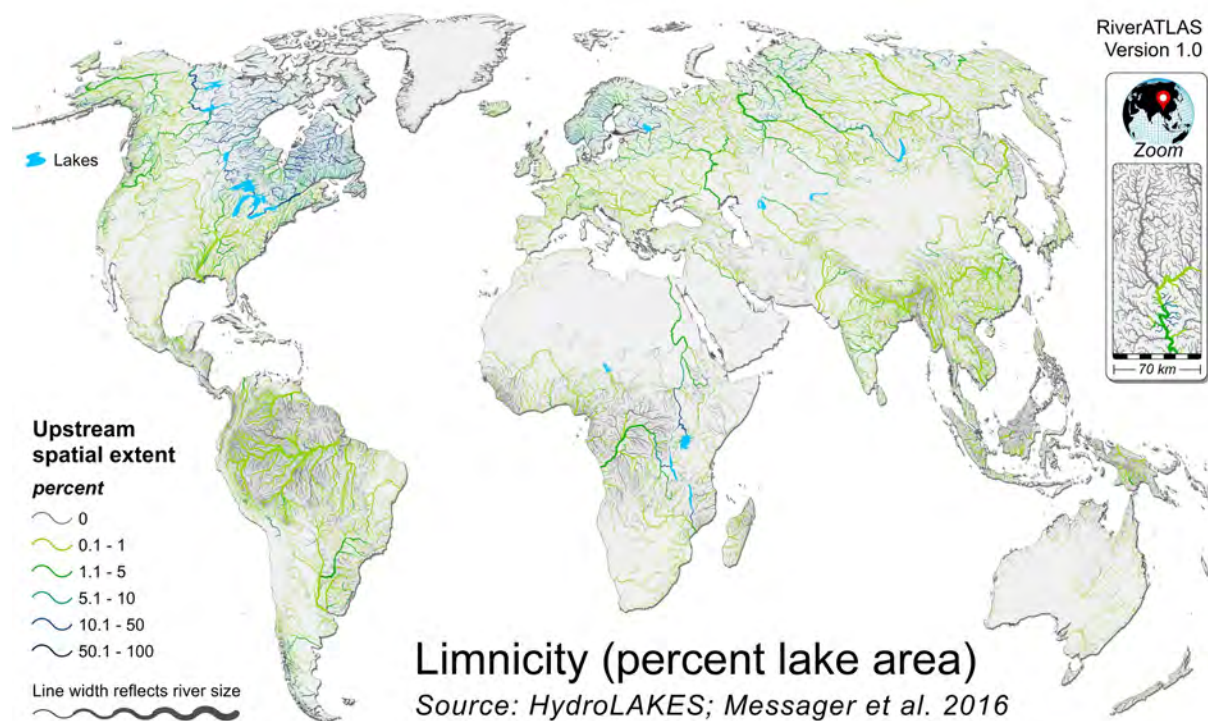 RiverATLAS
Version 1.0
Zoom
70 km
Lakes
Upstream
spatial extent
percent
0
0.1 - 1
1.1 - 5
5.1 - 10
10.1 - 50
50.1 - 100
Line width reflects river size
Limnicity (percent lake area)
Source: HydroLAKES; Messager et al. 2016